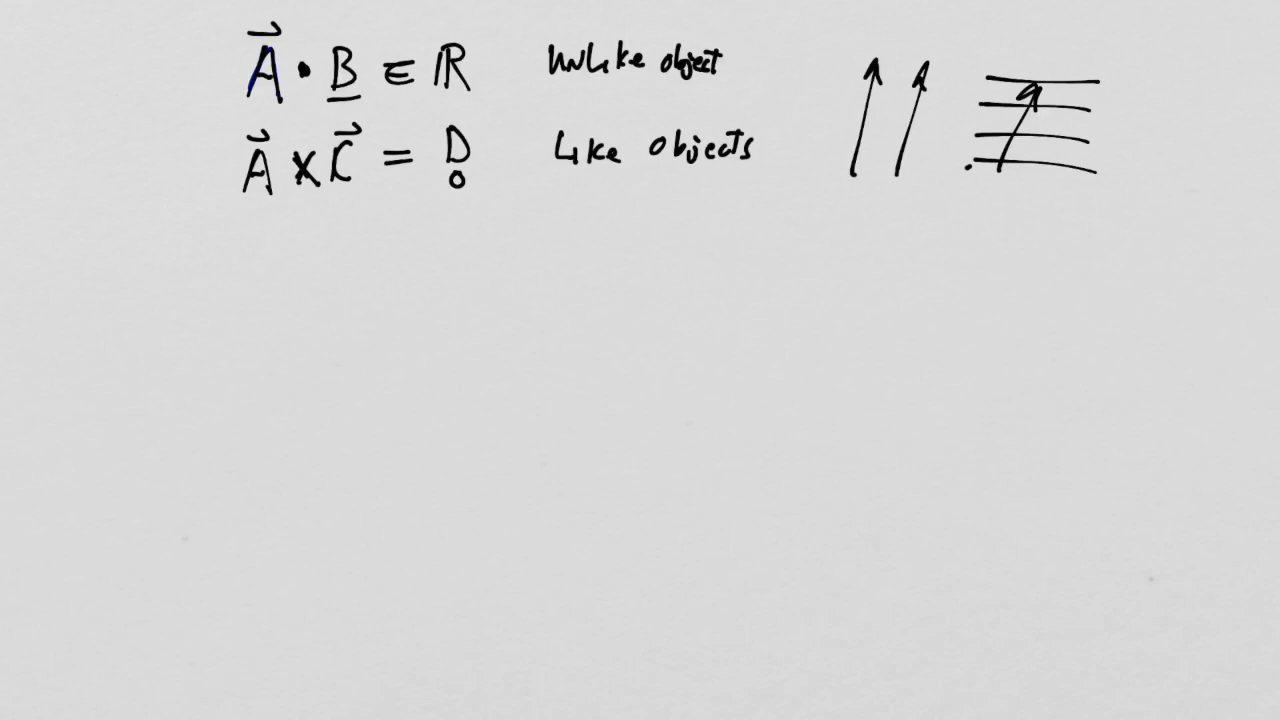 A⃗ • B̲ ∈ ℝ unlike object
A⃗ × C⃗ = D̥ Like objects